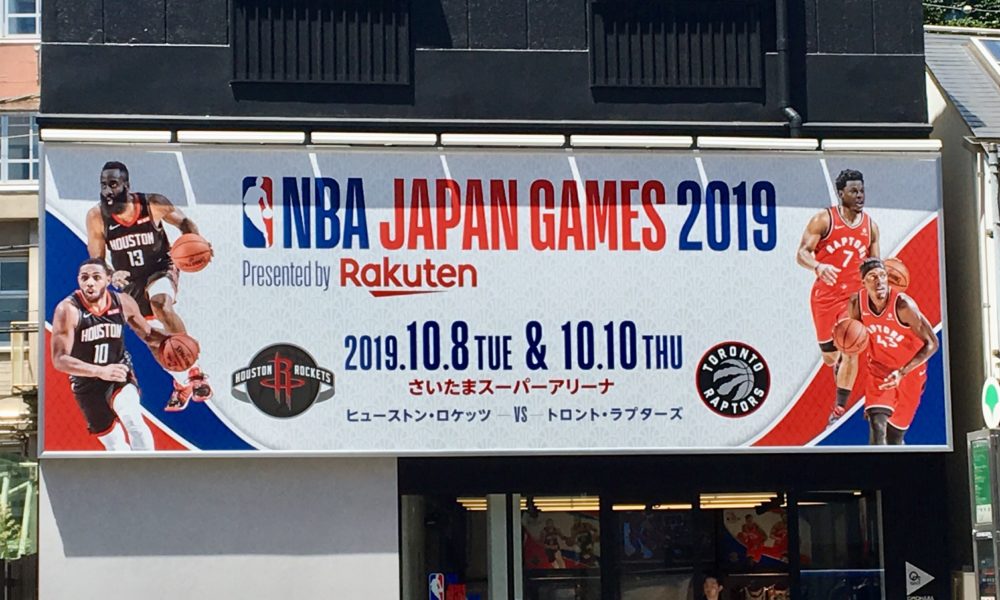 NBA JAPAN GAMES 2019
Presented by Rakuten
2019.10.8 TUE & 10.10 THU
さいたまスーパーアリーナ
ヒューストン・ロケッツ — VS — トロント・ラプターズ
HOUSTON
13
HOUSTON
10
HOUSTON R ROCKETS
TORONTO
RAPTORS
RAPTORS
7
43